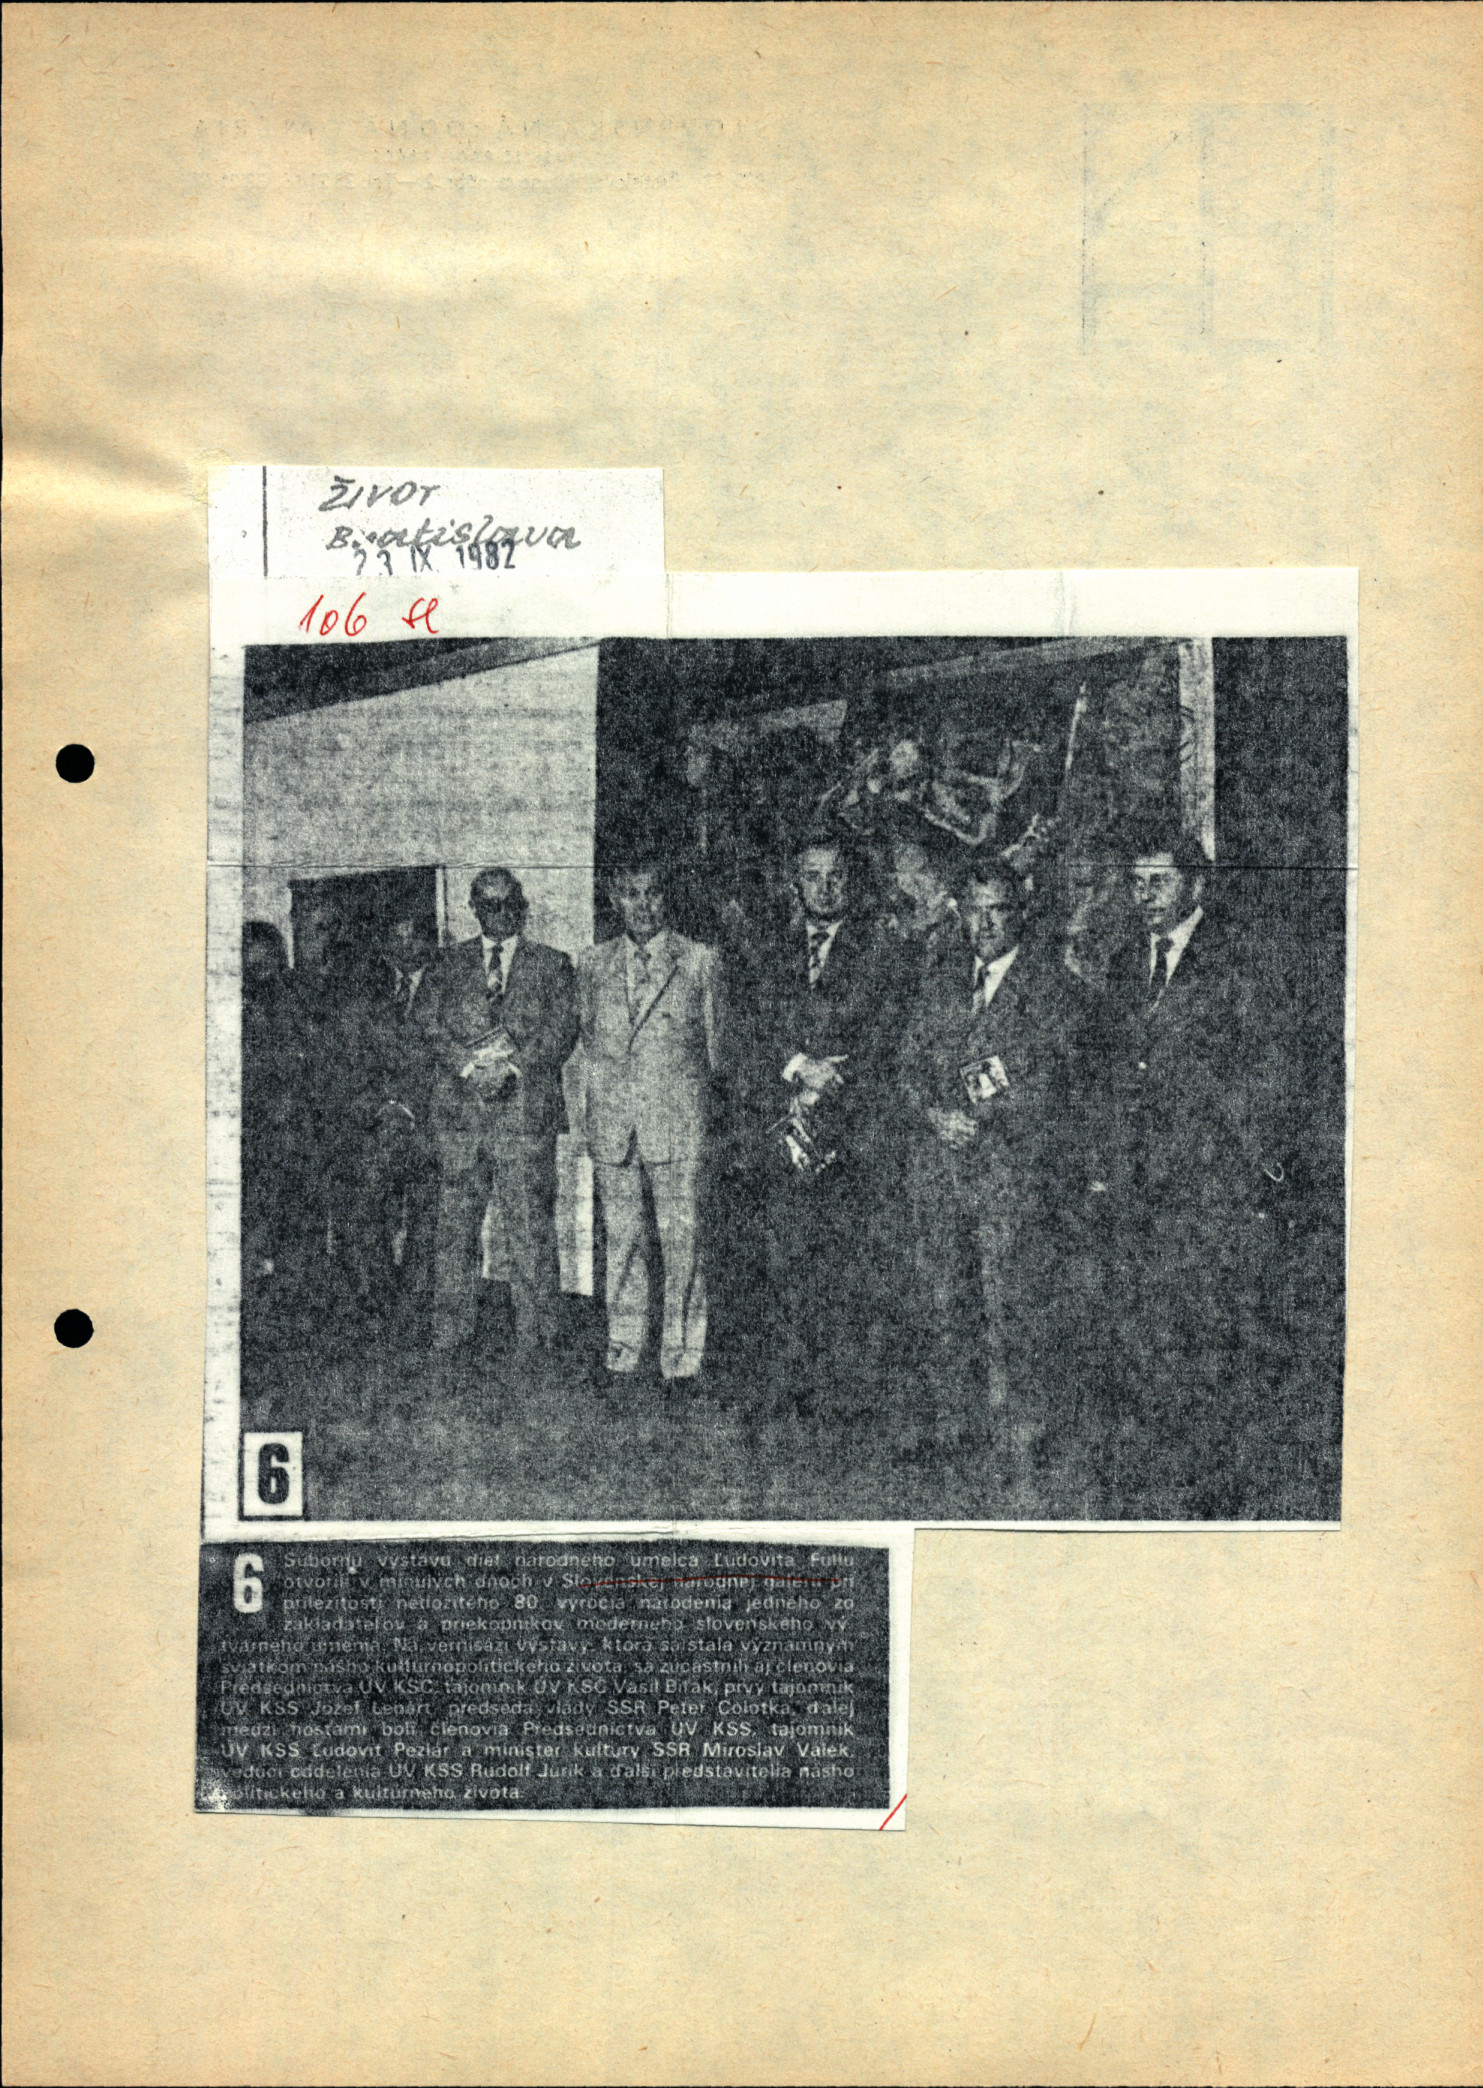 ŽIVOT
Bratislava
23 IX. 1982
106 sl
6
6 Súbornú výstavu diel národného umelca Ľudovíta Fullu
otvorili v minulých dňoch v Slovenskej národnej galérii pri
príležitosti nedožitého 80. výročia narodenia jedného zo
zakladateľov a priekopníkov moderného slovenského vý-
tvarného umenia. Na vernisáži výstavy, ktorá sa stala významným
sviatkom nášho kultúrnopolitického života, sa zúčastnili aj členovia
Predsedníctva ÚV KSČ, tajomník ÚV KSČ Vasil Biľak, prvý tajomník
ÚV KSS Jozef Lenárt, predseda vlády SSR Peter Colotka, ďalej
medzi hosťami boli členovia Predsedníctva ÚV KSS, tajomník
ÚV KSS Ľudovít Pezlár a minister kultúry SSR Miroslav Válek,
vedúci oddelenia ÚV KSS Rudolf Jurík a ďalší predstavitelia nášho
politického a kultúrneho života.